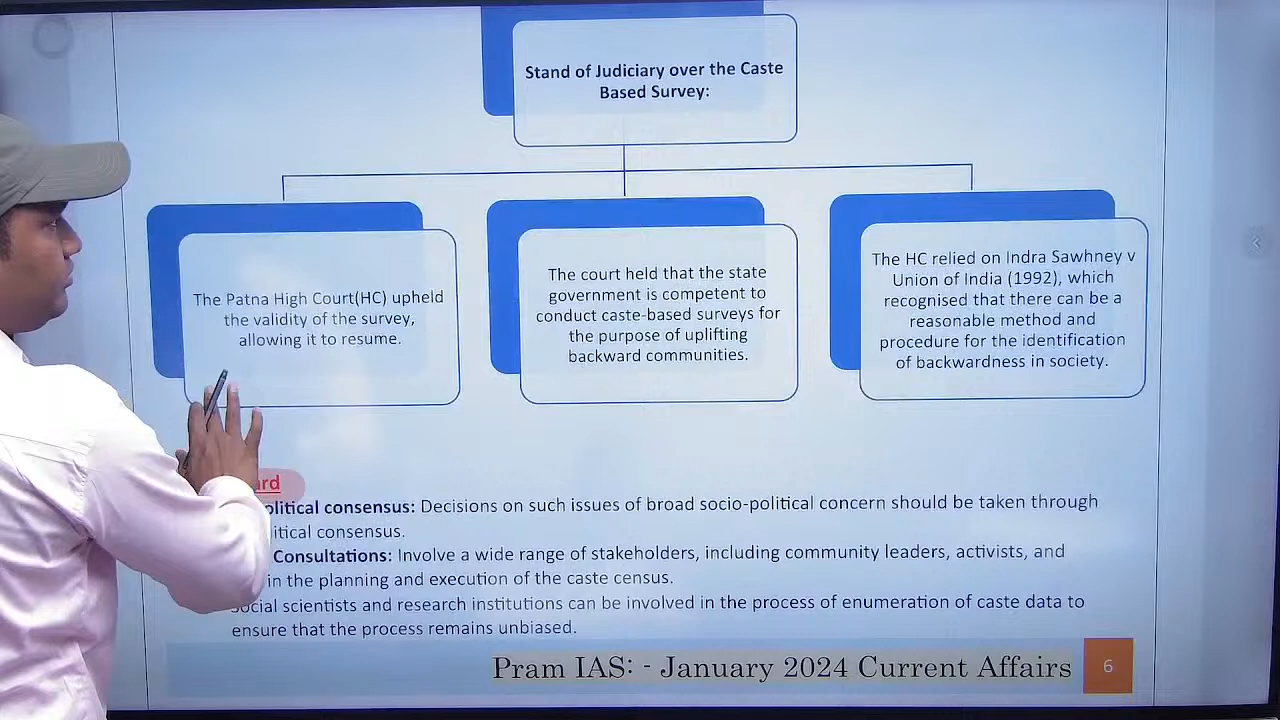 Stand of Judiciary over the Caste
Based Survey:
The Patna High Court(HC) upheld
the validity of the survey,
allowing it to resume.
The court held that the state
government is competent to
conduct caste-based surveys for
the purpose of uplifting
backward communities.
The HC relied on Indra Sawhney v
Union of India (1992), which
recognised that there can be a
reasonable method and
procedure for the identification
of backwardness in society.
consensus: Decisions on such issues of broad socio-political concern should be taken through
consensus.
Consultations: Involve a wide range of stakeholders, including community leaders, activists, and
in the planning and execution of the caste census.
Social scientists and research institutions can be involved in the process of enumeration of caste data to
ensure that the process remains unbiased.
Pram IAS: - January 2024 Current Affairs
6